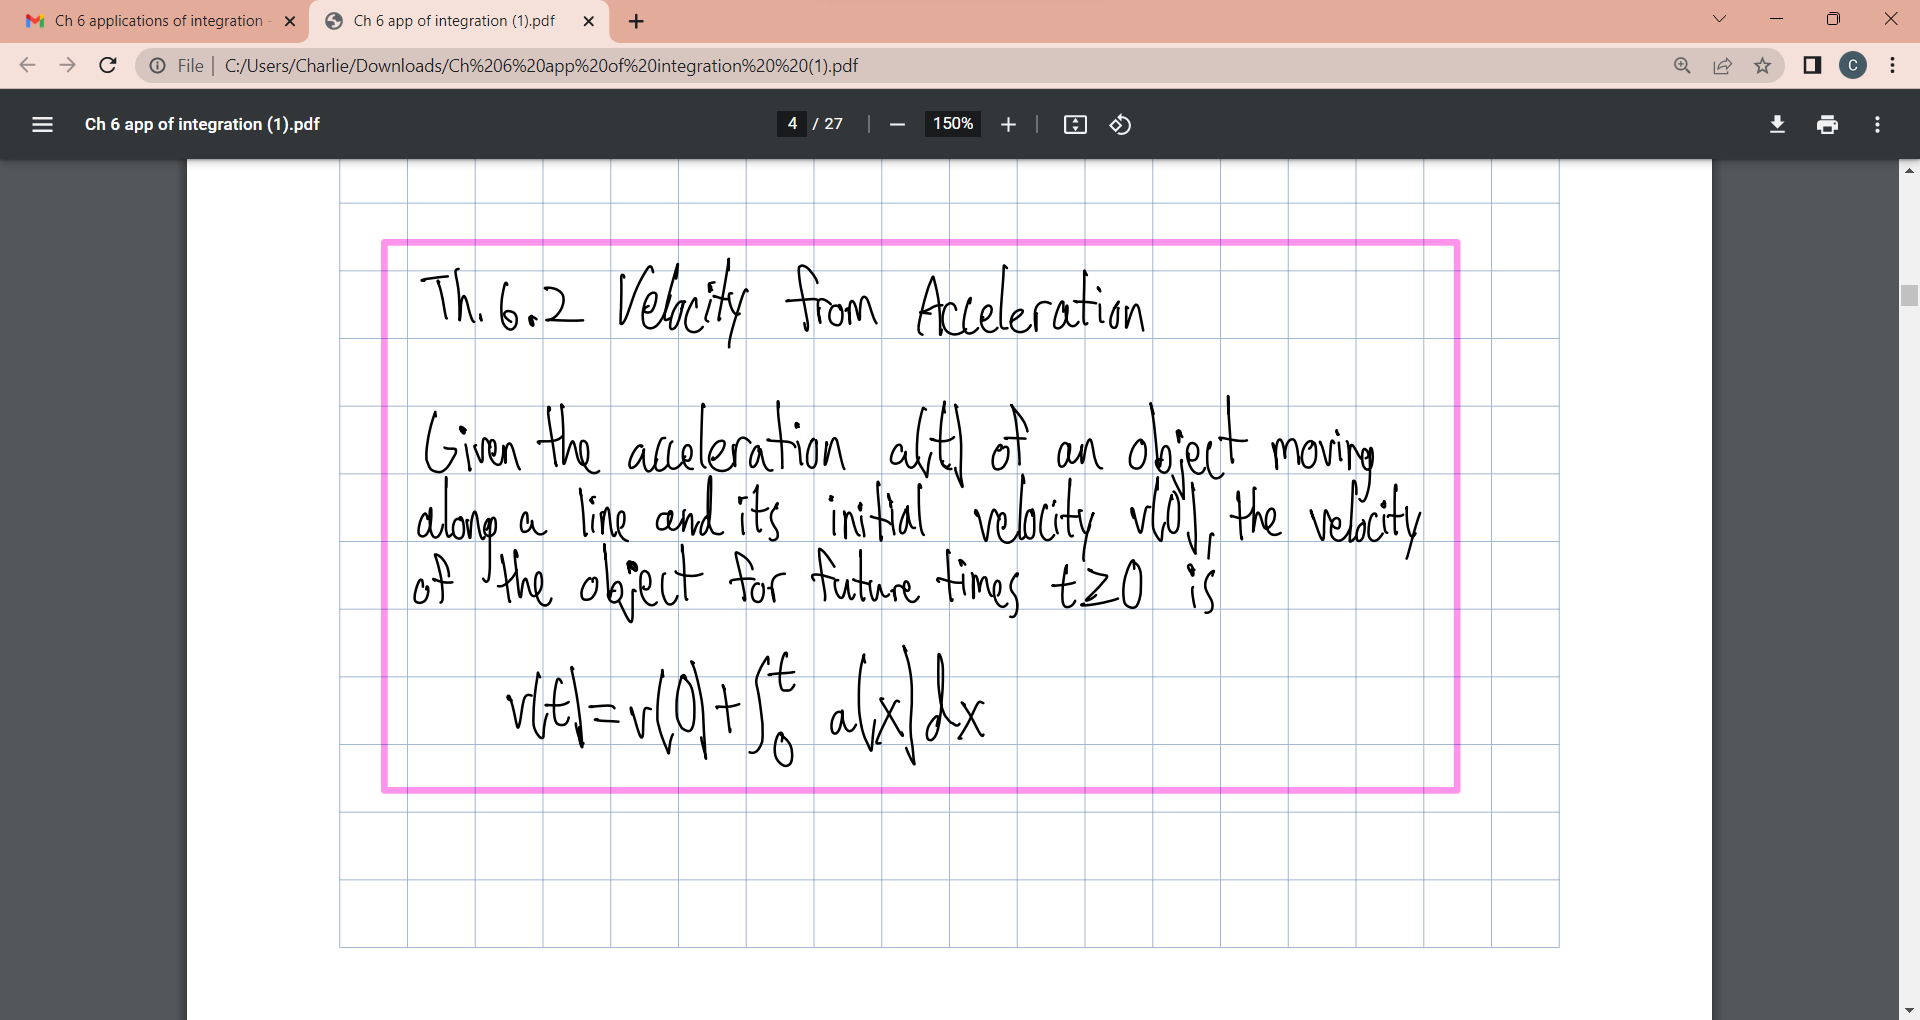 Ch 6 applications of integration
Ch 6 app of integration (1).pdf
File | C:/Users/Charlie/Downloads/Ch%206%20app%20of%20integration%20%20(1).pdf
C
Ch 6 app of integration (1).pdf
4 / 27
150%
Th. 6.2 Velocity from Acceleration
Given the acceleration a(t) of an object moving
along a line and its initial velocity v(0), the velocity
of the object for future times t≥0 is
v(t)=v(0)+∫₀ᵗ a(x)dx